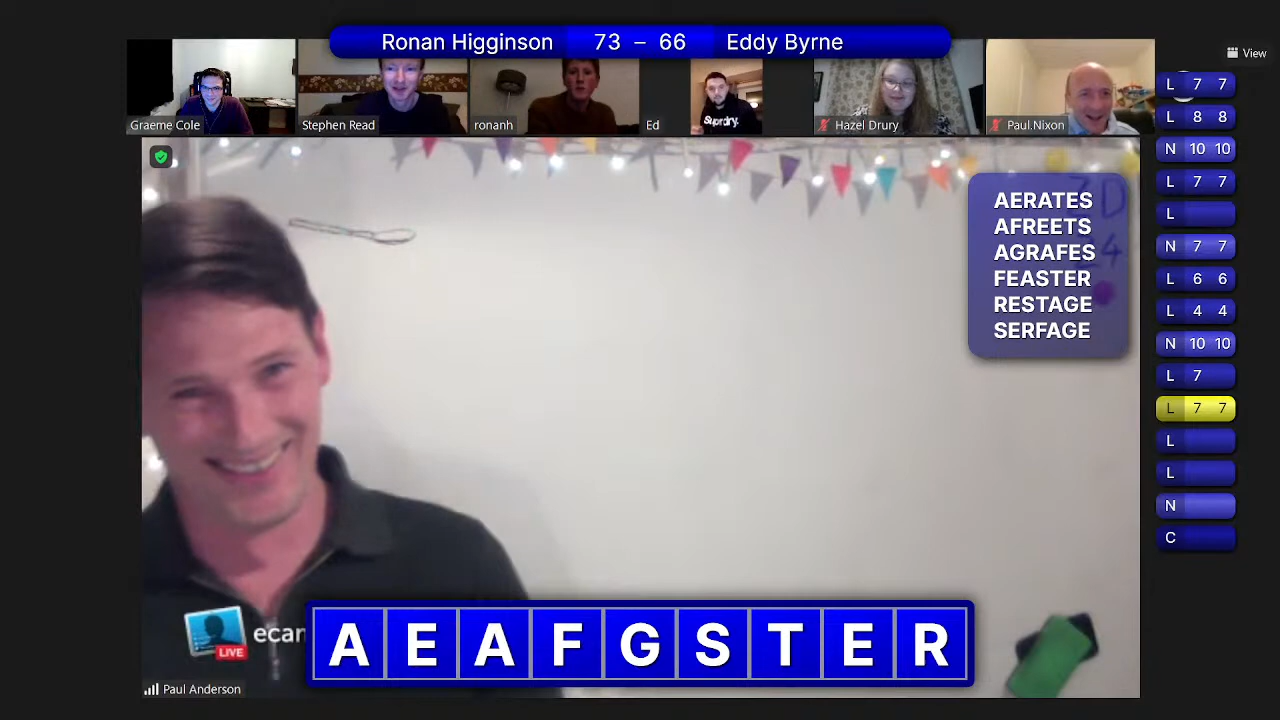 Ronan Higginson 73 – 66 Eddy Byrne
View
Graeme Cole
Stephen Read
ronanh
Ed
Superdry.
Hazel Drury
Paul.Nixon
L 7 7
L 8 8
N 10 10
L 7 7
L
N 7 7
L 6 6
L 4 4
N 10 10
L 7
L 7 7
L
L
N
C
AERATES
AFREETS
AGRAFES
FEASTER
RESTAGE
SERFAGE
ecam
LIVE
A E A F G S T E R
Paul Anderson